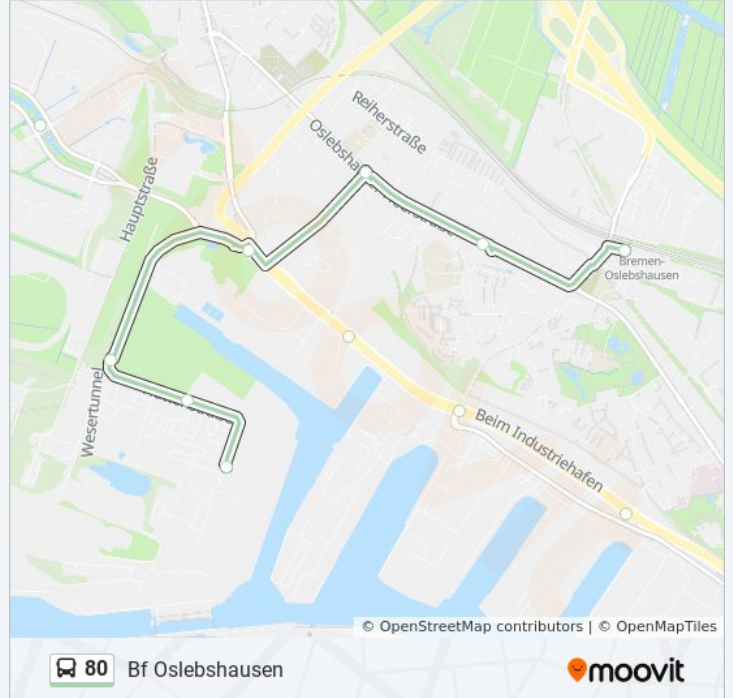 Reiherstraße
Oslebsha
Hauptstraße
Bremen-
Oslebshausen
Wesertunnel
Beim Industriehafen
© OpenStreetMap contributors | © OpenMapTiles
80 Bf Oslebshausen
moovit